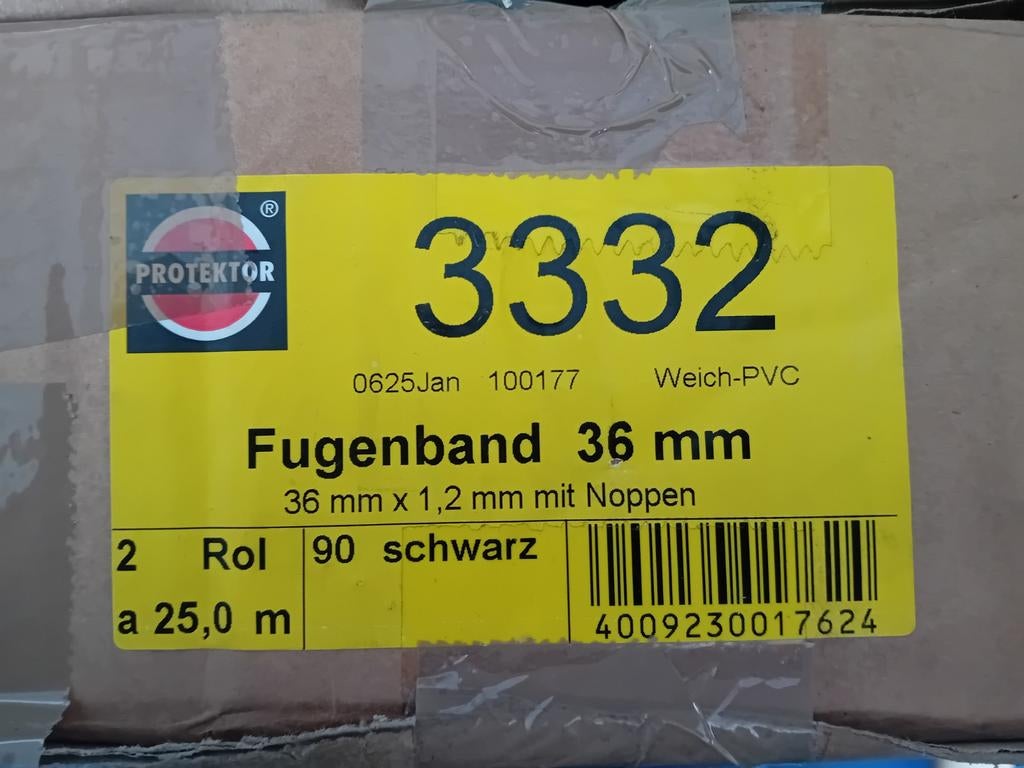 ®
PROTEKTOR
3332
0625Jan 100177 Weich-PVC
Fugenband 36 mm
36 mm x 1,2 mm mit Noppen
2 Rol
a 25,0 m
90 schwarz
4009230017624